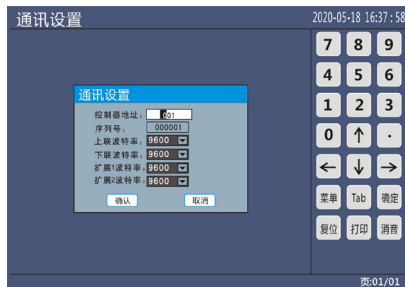 通讯设置 2020-05-18 16:37:58
通讯设置
控制器地址: 001
序列号: 000001
上联波特率: 9600
下联波特率: 9600
扩展1波特率: 9600
扩展2波特率: 9600
确认 取消
7 8 9
4 5 6
1 2 3
0 ↑ ·
← ↓ →
菜单 Tab 确定
复位 打印 消音
页:01/01